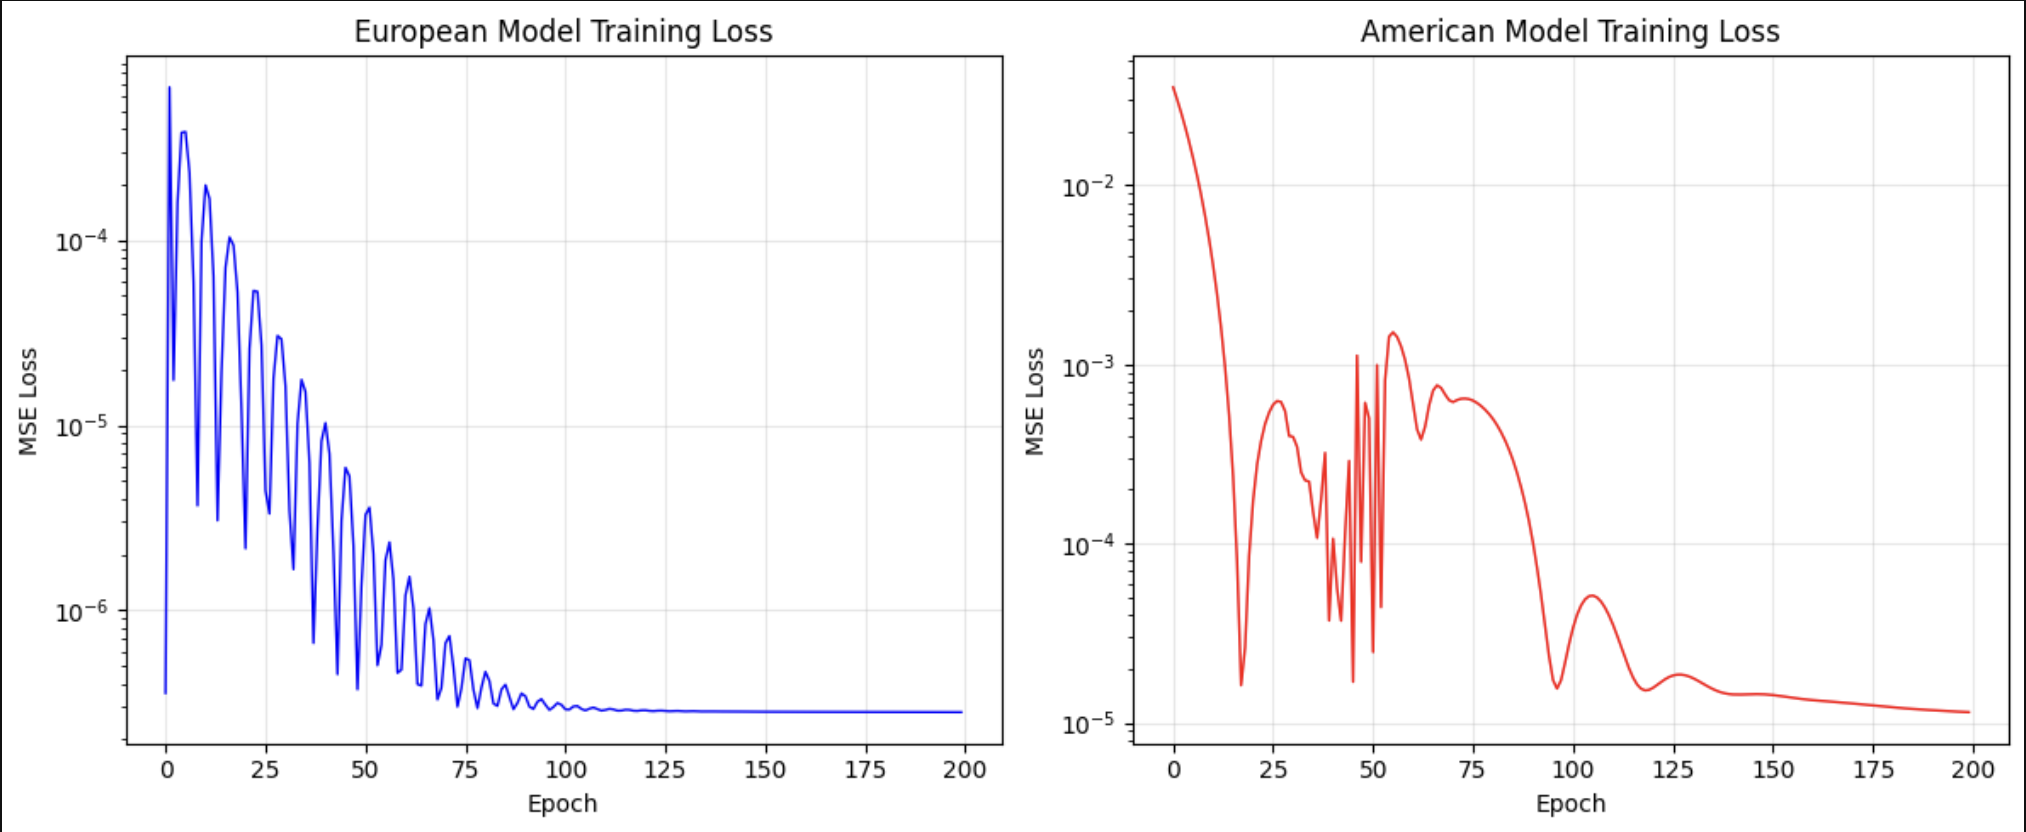 European Model Training Loss
MSE Loss
10⁻⁴
10⁻⁵
10⁻⁶
0 25 50 75 100 125 150 175 200
Epoch
American Model Training Loss
MSE Loss
10⁻²
10⁻³
10⁻⁴
10⁻⁵
0 25 50 75 100 125 150 175 200
Epoch